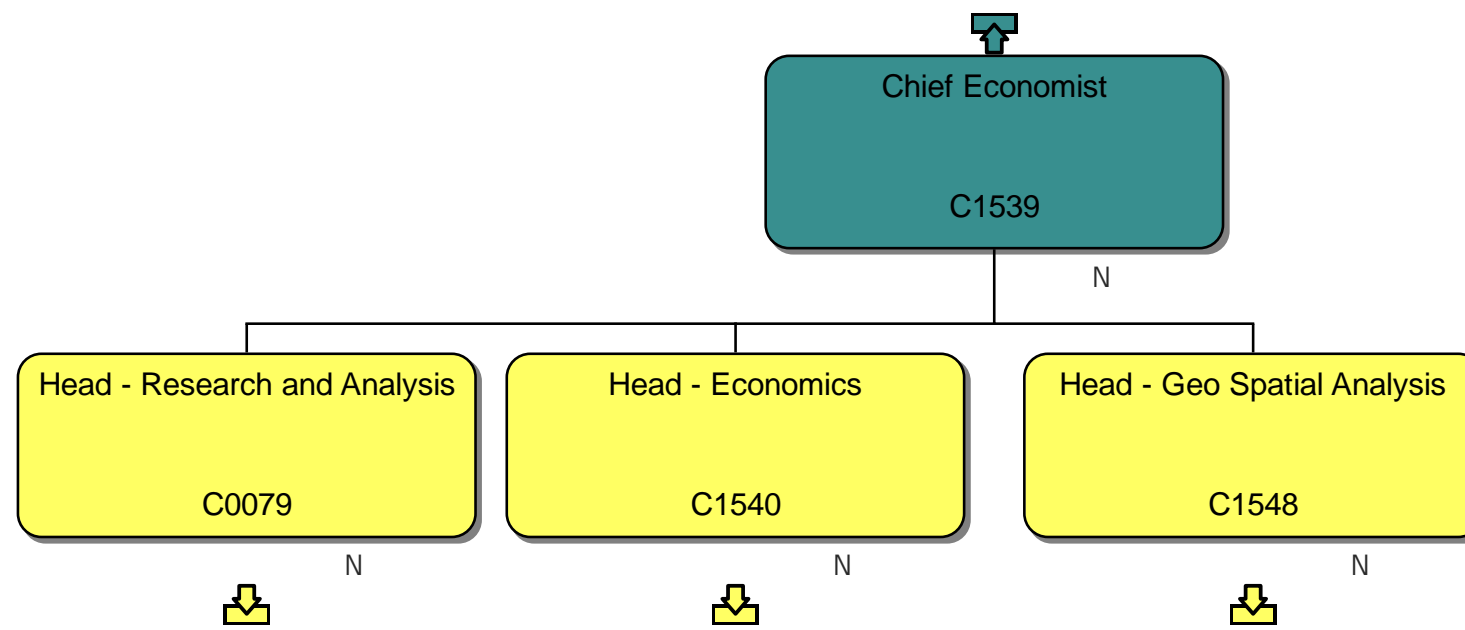 Chief Economist
C1539
N
Head - Research and Analysis
C0079
N
Head - Economics
C1540
N
Head - Geo Spatial Analysis
C1548
N